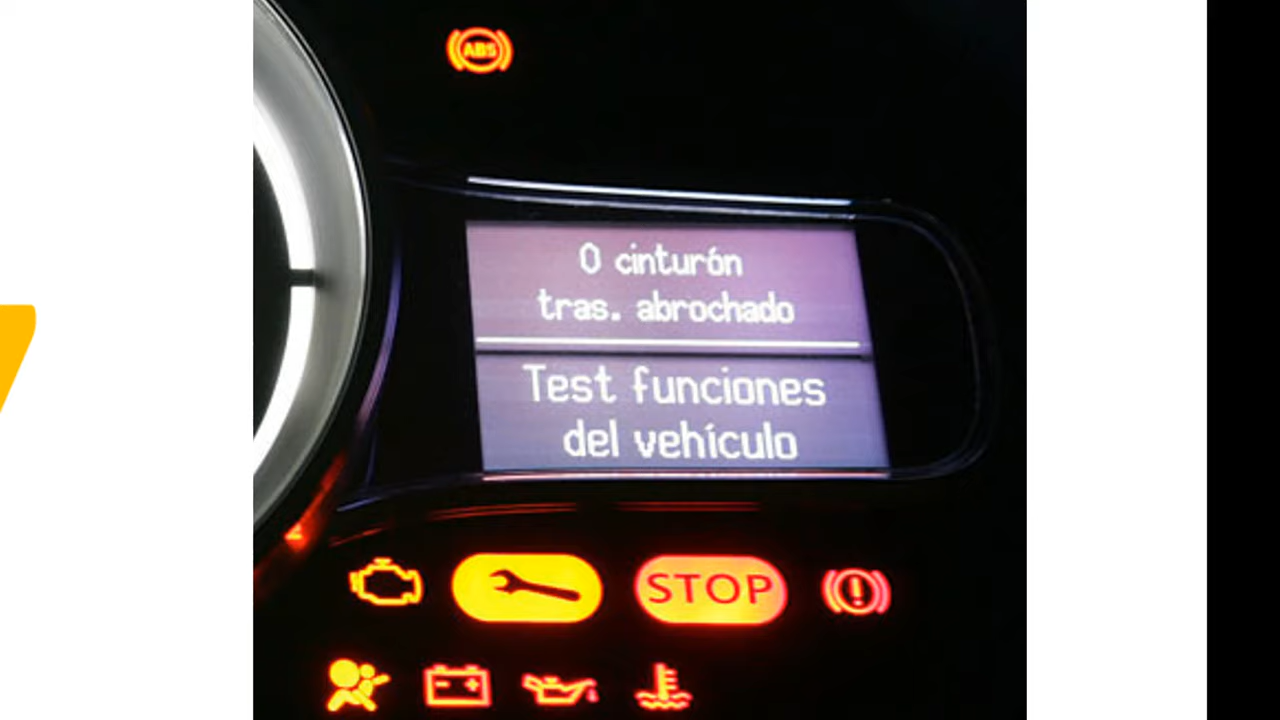 ABS
0 cinturón
tras. abrochado
Test funciones
del vehículo
STOP